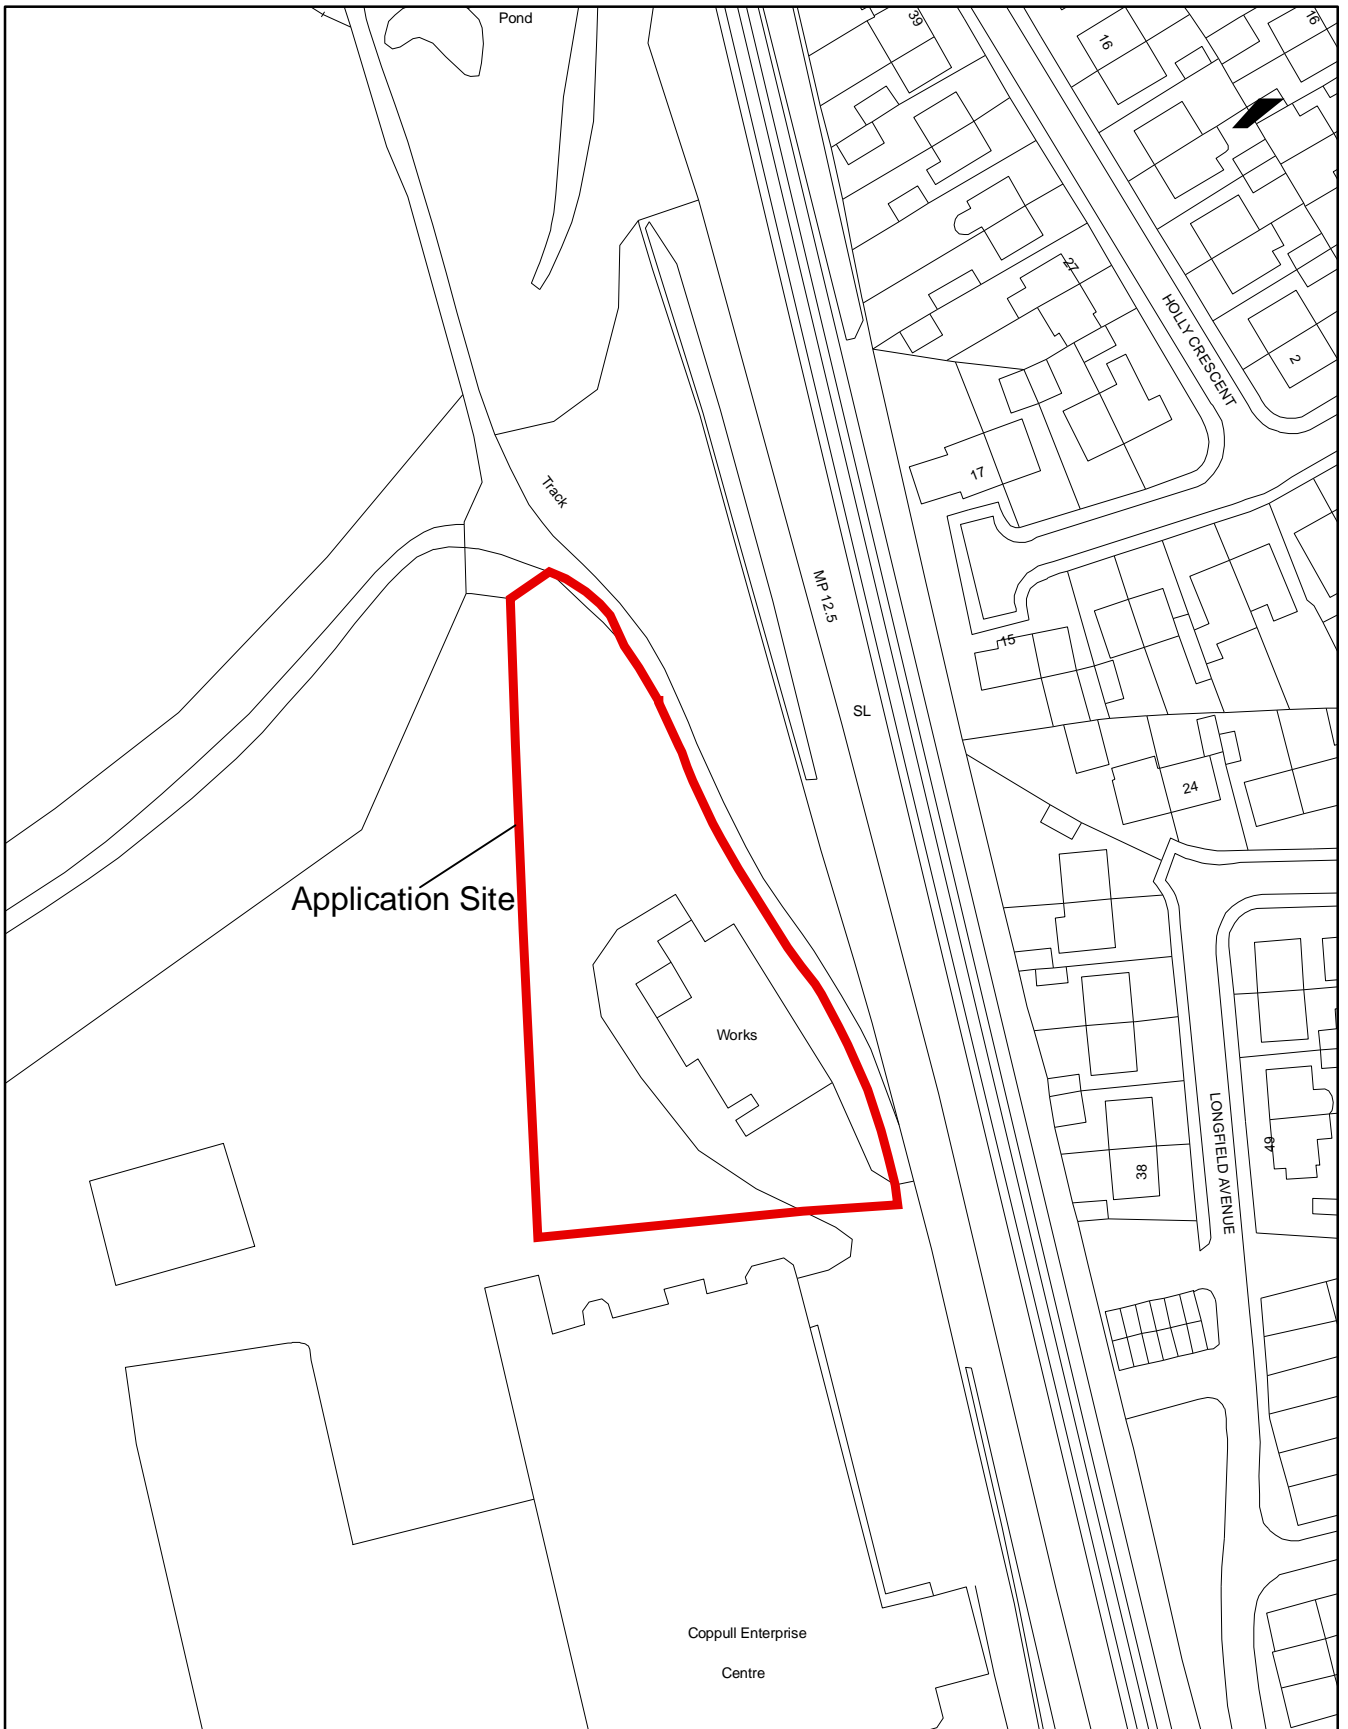 Pond
39
16
16
27
HOLLY CRESCENT
2
Track
17
MP 12.5
15
SL
24
Application Site
Works
LONGFIELD AVENUE
49
38
Coppull Enterprise
Centre